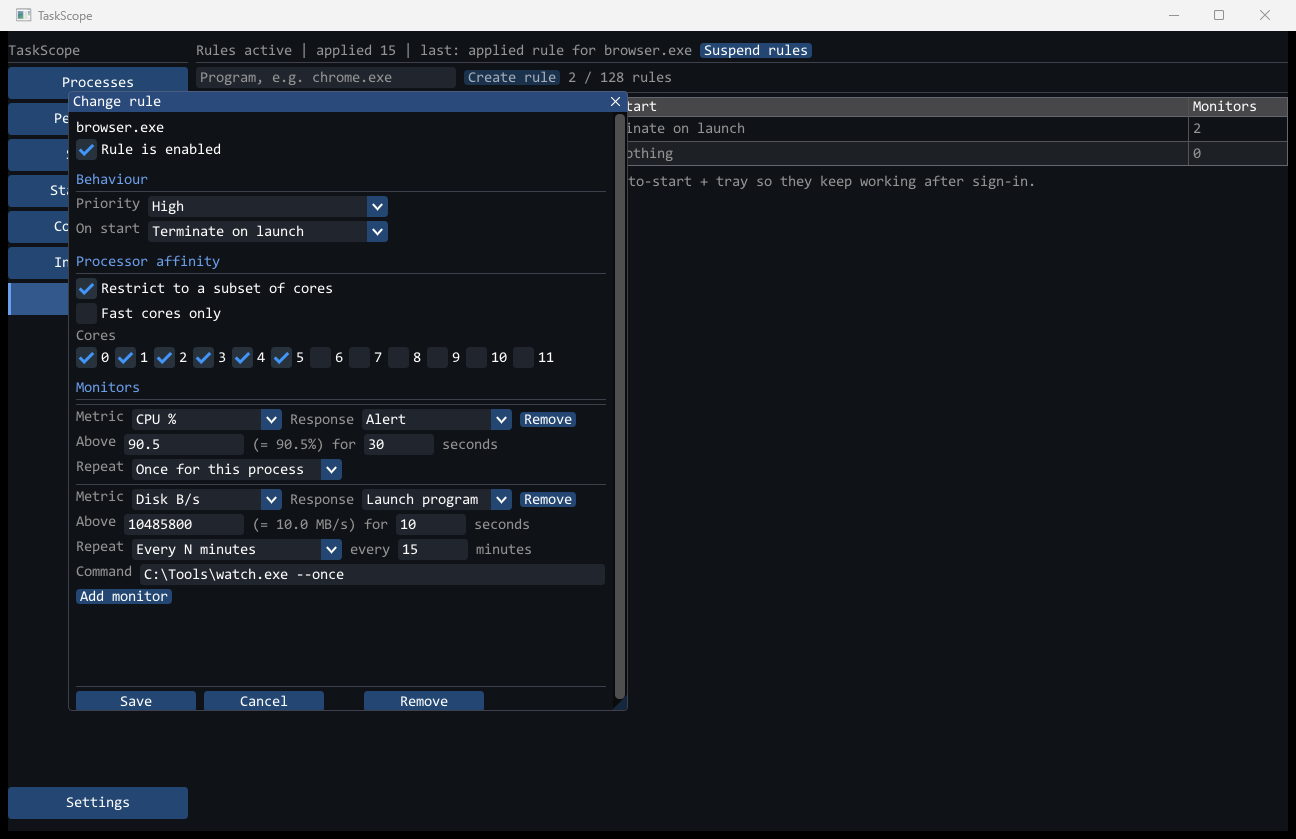 TaskScope
TaskScope
Rules active | applied 15 | last: applied rule for browser.exe Suspend rules
Processes
Program, e.g. chrome.exe Create rule 2 / 128 rules
Change rule
Monitors
browser.exe
inate on launch 2
Rule is enabled
othing 0
Behaviour
to-start + tray so they keep working after sign-in.
Priority High
On start Terminate on launch
Processor affinity
Restrict to a subset of cores
Fast cores only
Cores
0 1 2 3 4 5 6 7 8 9 10 11
Monitors
Metric CPU % Response Alert Remove
Above 90.5 (= 90.5%) for 30 seconds
Repeat Once for this process
Metric Disk B/s Response Launch program Remove
Above 10485800 (= 10.0 MB/s) for 10 seconds
Repeat Every N minutes every 15 minutes
Command C:\Tools\watch.exe --once
Add monitor
Save Cancel Remove
Settings